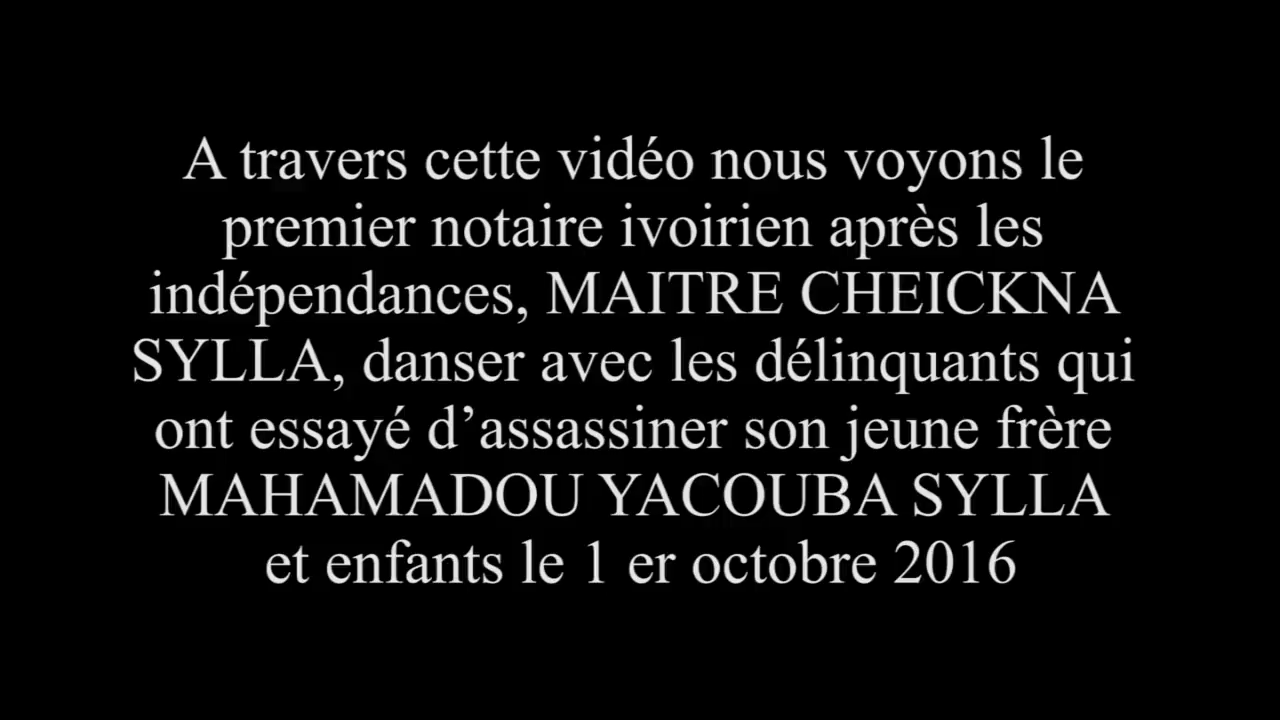 A travers cette vidéo nous voyons le
premier notaire ivoirien après les
indépendances, MAITRE CHEICKNA
SYLLA, danser avec les délinquants qui
ont essayé d’assassiner son jeune frère
MAHAMADOU YACOUBA SYLLA
et enfants le 1 er octobre 2016